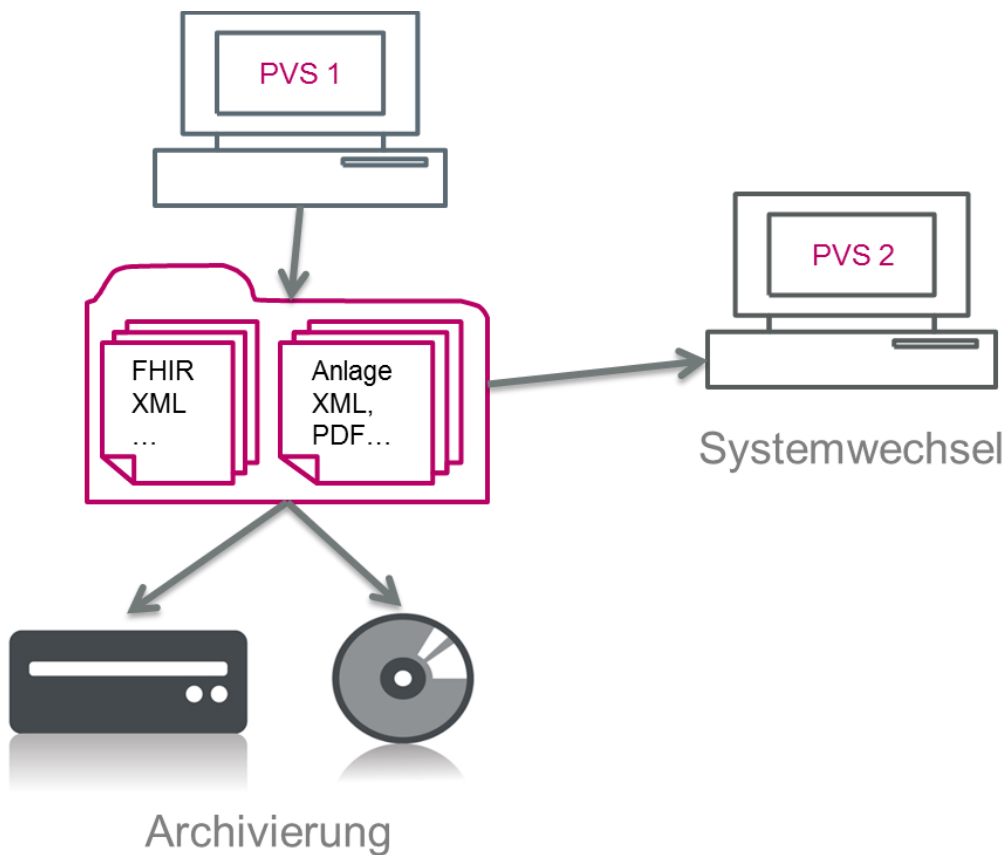 PVS 1
PVS 2
FHIR
XML
…
Anlage
XML,
PDF…
Systemwechsel
Archivierung